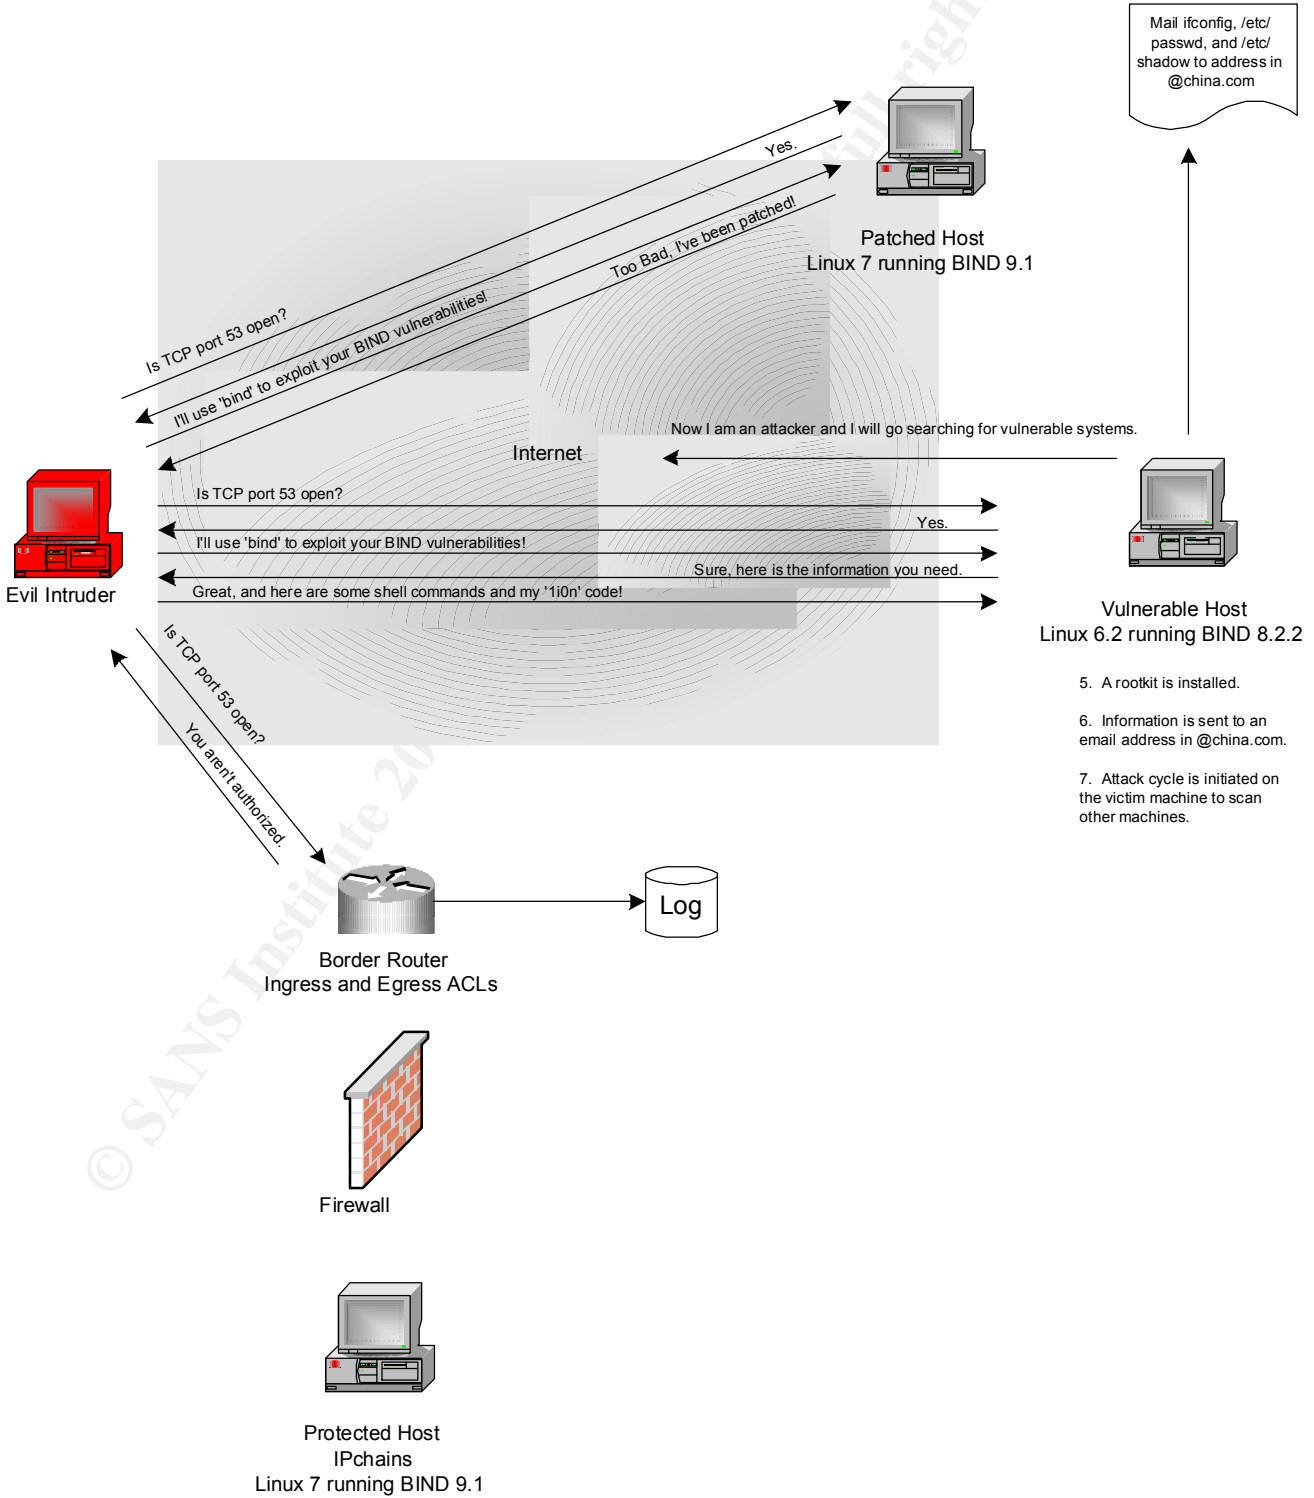 Mail ifconfig, /etc/
passwd, and /etc/
shadow to address in
@china.com
Yes.
Too Bad, I've been patched!
Patched Host
Linux 7 running BIND 9.1
Is TCP port 53 open?
I'll use 'bind' to exploit your BIND vulnerabilities!
Internet
Now I am an attacker and I will go searching for vulnerable systems.
Is TCP port 53 open?
Yes.
I'll use 'bind' to exploit your BIND vulnerabilities!
Sure, here is the information you need.
Great, and here are some shell commands and my '1i0n' code!
Evil Intruder
Vulnerable Host
Linux 6.2 running BIND 8.2.2
5. A rootkit is installed.
6. Information is sent to an
email address in @china.com.
7. Attack cycle is initiated on
the victim machine to scan
other machines.
Is TCP port 53 open?
You aren't authorized.
Log
Border Router
Ingress and Egress ACLs
Firewall
Protected Host
IPchains
Linux 7 running BIND 9.1
© SANS Institute 20
full righ